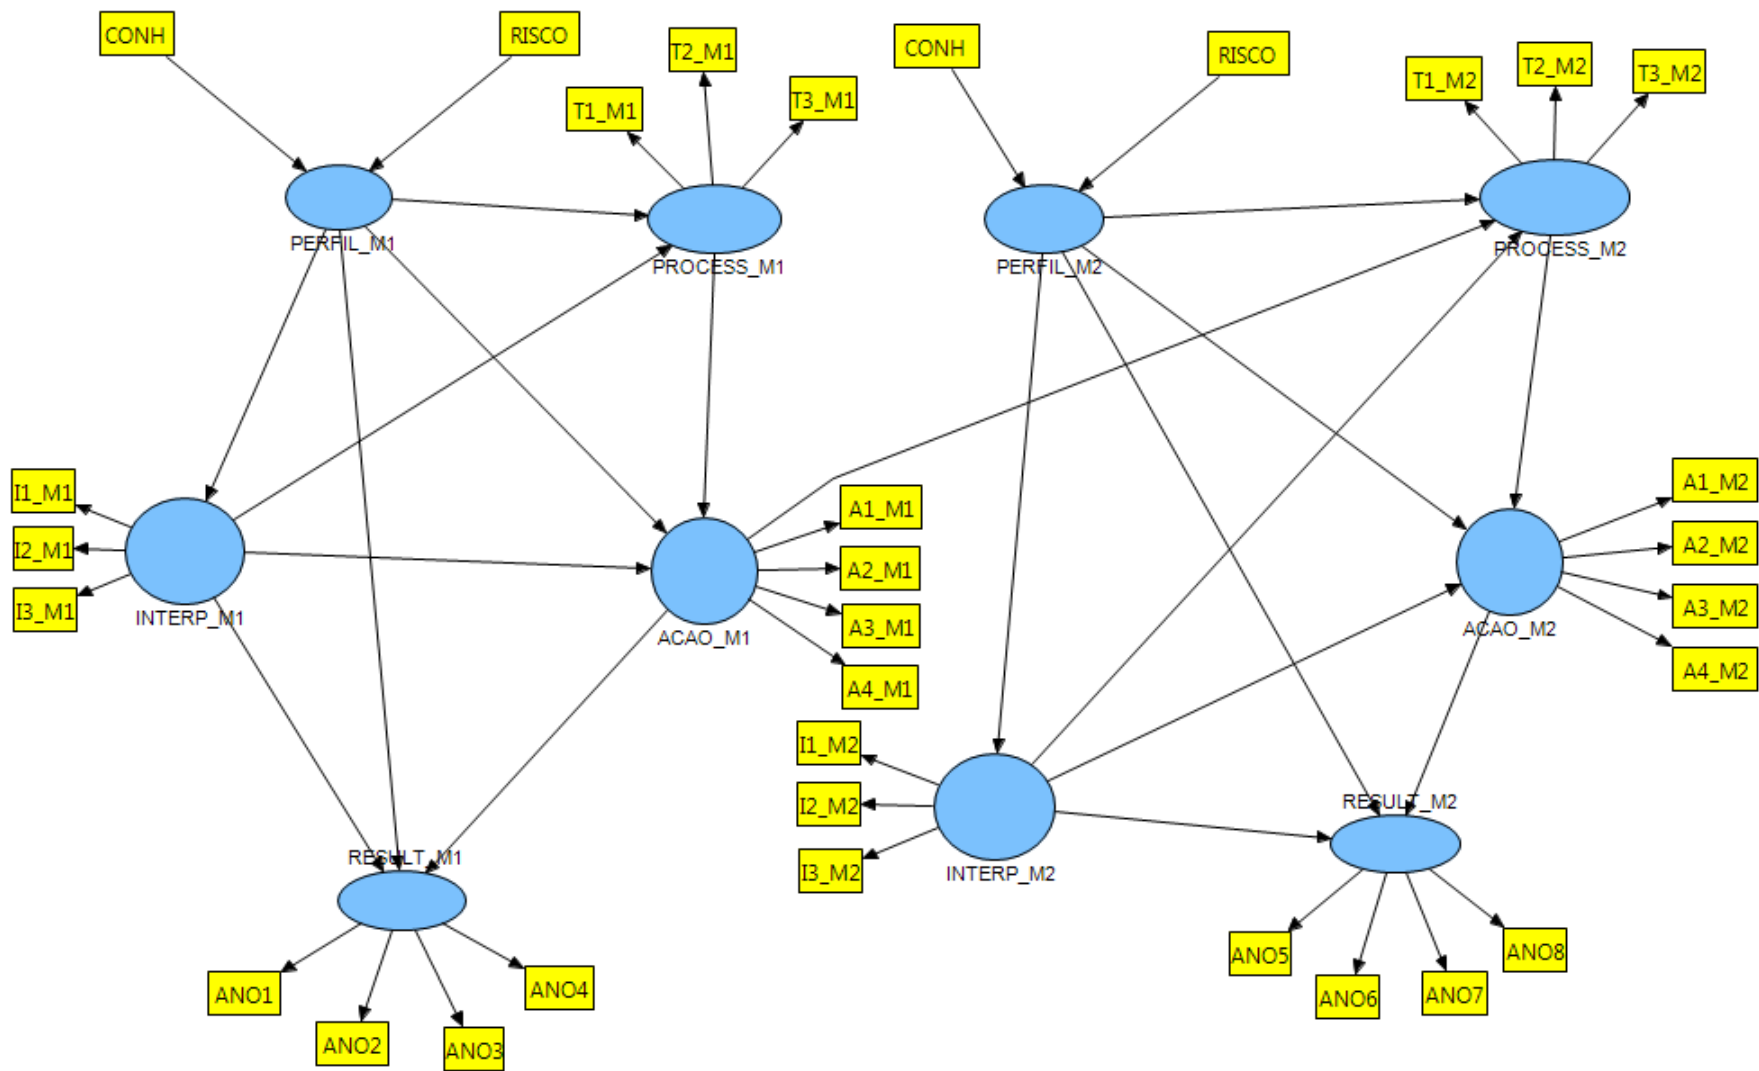 CONH
RISCO
T2_M1
T1_M1
T3_M1
PERFIL_M1
PROCESS_M1
I1_M1
I2_M1
I3_M1
INTERP_M1
A1_M1
A2_M1
A3_M1
A4_M1
ACAO_M1
RESULT_M1
ANO1
ANO2
ANO3
ANO4
CONH
RISCO
T1_M2
T2_M2
T3_M2
PERFIL_M2
PROCESS_M2
A1_M2
A2_M2
A3_M2
A4_M2
ACAO_M2
I1_M2
I2_M2
I3_M2
INTERP_M2
RESULT_M2
ANO5
ANO6
ANO7
ANO8